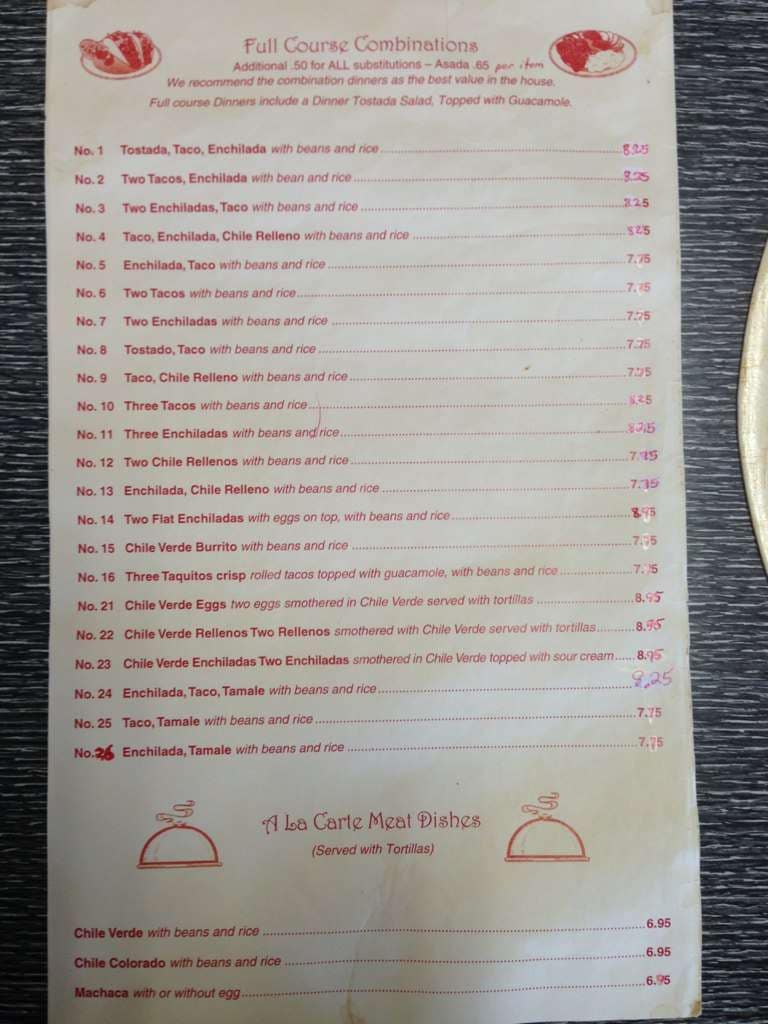 Full Course Combinations
Additional .50 for ALL substitutions – Asada .65 per item
We recommend the combination dinners as the best value in the house.
Full course Dinners include a Dinner Tostada Salad, Topped with Guacamole.
No. 1 Tostada, Taco, Enchilada with beans and rice 8.25
No. 2 Two Tacos, Enchilada with bean and rice 8.25
No. 3 Two Enchiladas, Taco with beans and rice 8.25
No. 4 Taco, Enchilada, Chile Relleno with beans and rice 8.25
No. 5 Enchilada, Taco with beans and rice 7.75
No. 6 Two Tacos with beans and rice 7.75
No. 7 Two Enchiladas with beans and rice 7.75
No. 8 Tostado, Taco with beans and rice 7.75
No. 9 Taco, Chile Relleno with beans and rice 7.75
No. 10 Three Tacos with beans and rice 8.25
No. 11 Three Enchiladas with beans and rice 8.25
No. 12 Two Chile Rellenos with beans and rice
No. 13 Enchilada, Chile Relleno with beans and rice 7.75
No. 14 Two Flat Enchiladas with eggs on top, with beans and rice 8.95
No. 15 Chile Verde Burrito with beans and rice 7.75
No. 16 Three Taquitos crisp rolled tacos topped with guacamole, with beans and rice 7.75
No. 21 Chile Verde Eggs two eggs smothered in Chile Verde served with tortillas 8.95
No. 22 Chile Verde Rellenos Two Rellenos smothered with Chile Verde served with tortillas 8.95
No. 23 Chile Verde Enchiladas Two Enchiladas smothered in Chile Verde topped with sour cream 8.95
No. 24 Enchilada, Taco, Tamale with beans and rice 8.25
No. 25 Taco, Tamale with beans and rice 7.75
No. 26 Enchilada, Tamale with beans and rice 7.75
A La Carte Meat Dishes
(Served with Tortillas)
Chile Verde with beans and rice 6.95
Chile Colorado with beans and rice 6.95
Machaca with or without egg 6.95